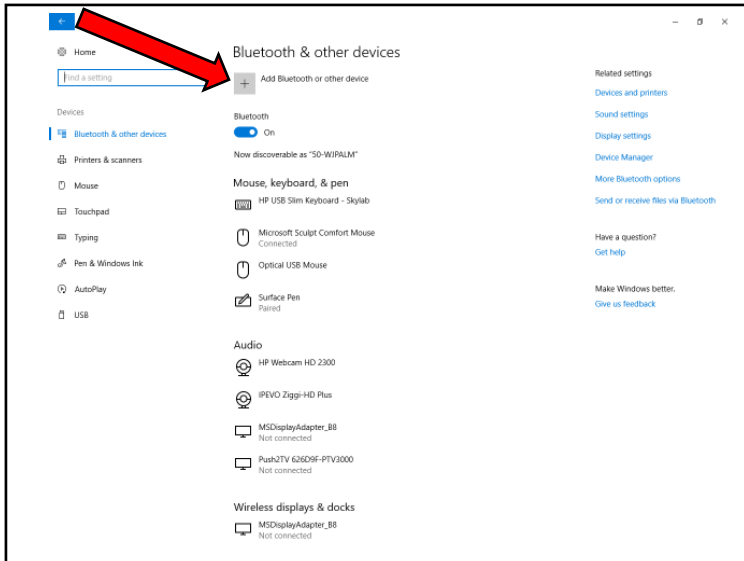 Home
Find a setting
Devices
Bluetooth & other devices
Printers & scanners
Mouse
Touchpad
Typing
Pen & Windows Ink
AutoPlay
USB
Bluetooth & other devices
Add Bluetooth or other device
Bluetooth
On
Now discoverable as "50-WJPALM"
Mouse, keyboard, & pen
HP USB Slim Keyboard - Skylab
Microsoft Sculpt Comfort Mouse
Connected
Optical USB Mouse
Surface Pen
Paired
Audio
HP Webcam HD 2300
IPEVO Ziggi-HD Plus
MSDisplayAdapter_B8
Not connected
Push2TV 626D9F-PTV3000
Not connected
Wireless displays & docks
MSDisplayAdapter_B8
Not connected
Related settings
Devices and printers
Sound settings
Display settings
Device Manager
More Bluetooth options
Send or receive files via Bluetooth
Have a question?
Get help
Make Windows better.
Give us feedback